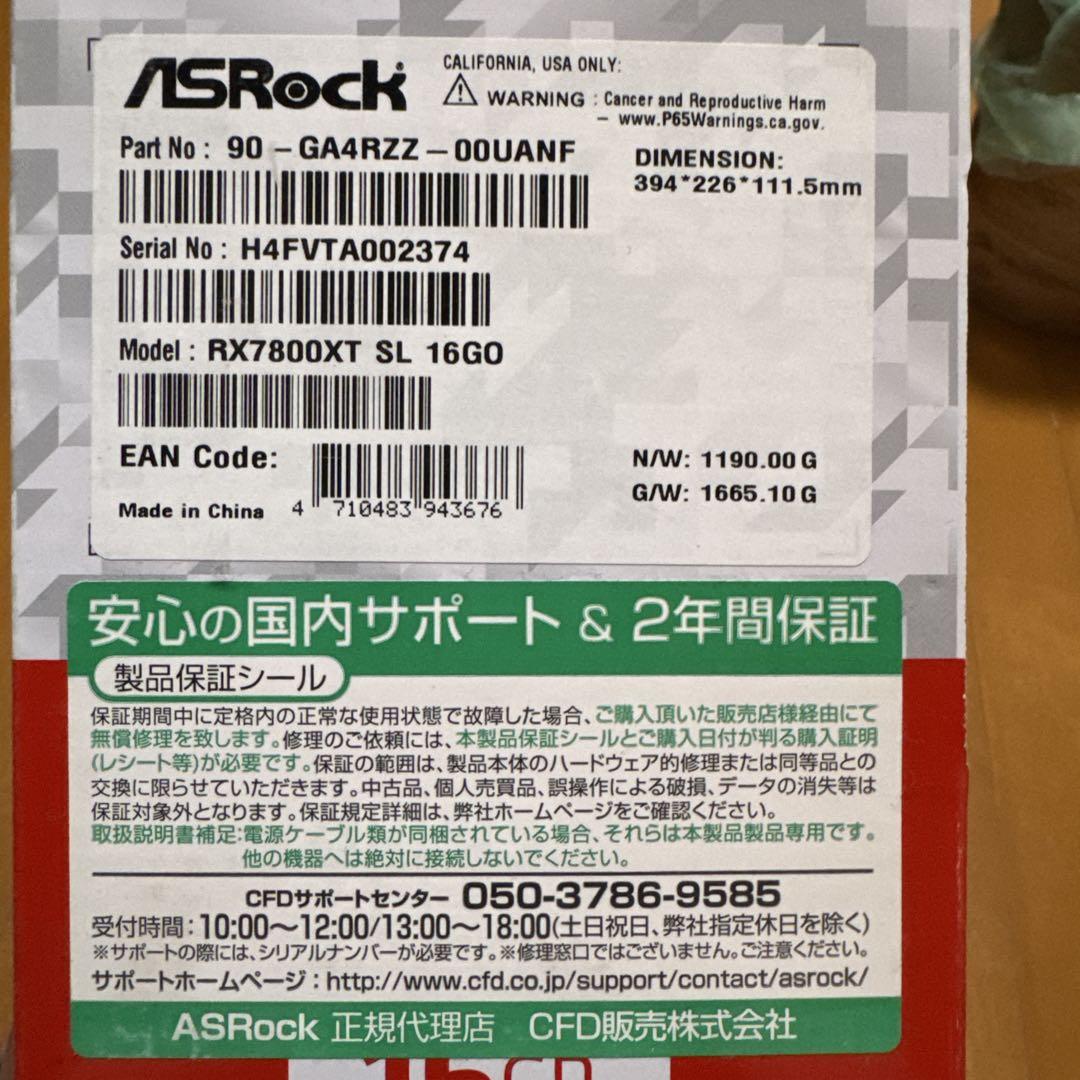 ASRock
CALIFORNIA, USA ONLY:
WARNING : Cancer and Reproductive Harm
– www.P65Warnings.ca.gov.
Part No : 90 – GA4RZZ – 00UANF
DIMENSION:
394*226*111.5mm
Serial No : H4FVTA002374
Model : RX7800XT SL 16GO
EAN Code:
4 710483 943676
Made in China
N/W: 1190.00 G
G/W: 1665.10 G
安心の国内サポート & 2年間保証
製品保証シール
保証期間中に定格内の正常な使用状態で故障した場合、ご購入頂いた販売店様経由にて
無償修理を致します。修理のご依頼には、本製品保証シールとご購入日付が判る購入証明
(レシート等)が必要です。保証の範囲は、製品本体のハードウェア的修理または同等品との
交換に限らせていただきます。中古品、個人売買品、誤操作による破損、データの消失等は
保証対象外となります。保証規定詳細は、弊社ホームページをご確認ください。
取扱説明書補足:電源ケーブル類が同梱されている場合、それらは本製品製品専用です。
他の機器へは絶対に接続しないでください。
CFDサポートセンター 050-3786-9585
受付時間:10:00～12:00/13:00～18:00(土日祝日、弊社指定休日を除く)
※サポートの際には、シリアルナンバーが必要です。※修理窓口ではございません。ご注意ください。
サポートホームページ:http://www.cfd.co.jp/support/contact/asrock/
ASRock 正規代理店 CFD販売株式会社